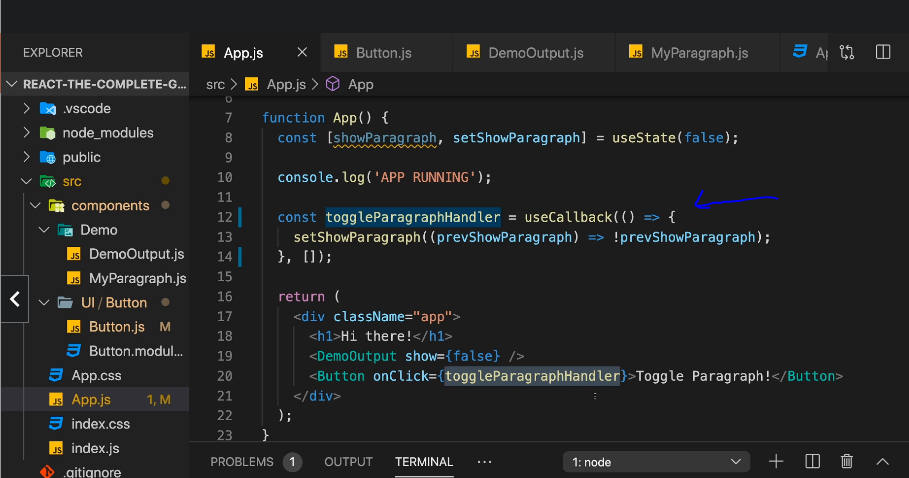 EXPLORER
REACT-THE-COMPLETE-G...
.vscode
node_modules
public
src
components
Demo
DemoOutput.js
MyParagraph.js
UI / Button
Button.js M
Button.modul...
App.css
App.js 1, M
index.css
index.js
.gitignore
App.js Button.js DemoOutput.js MyParagraph.js Ap
src > App.js > App
6
7 function App() {
8 const [showParagraph, setShowParagraph] = useState(false);
9
10 console.log('APP RUNNING');
11
12 const toggleParagraphHandler = useCallback(() => {
13 setShowParagraph((prevShowParagraph) => !prevShowParagraph);
14 }, []);
15
16 return (
17 <div className="app">
18 <h1>Hi there!</h1>
19 <DemoOutput show={false} />
20 <Button onClick={toggleParagraphHandler}>Toggle Paragraph!</Button>
21 </div>
22 );
23 }
PROBLEMS 1 OUTPUT TERMINAL ... 1: node